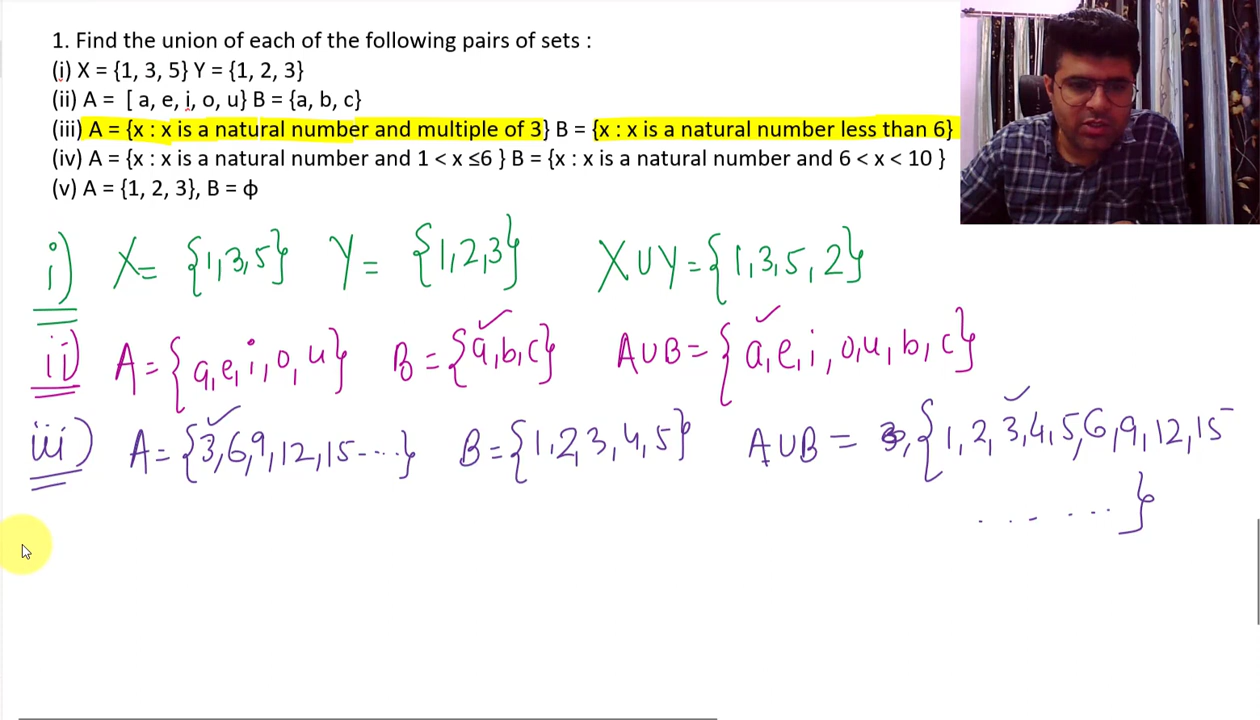 1. Find the union of each of the following pairs of sets :
(i) X = {1, 3, 5} Y = {1, 2, 3}
(ii) A = [ a, e, i, o, u} B = {a, b, c}
(iii) A = {x : x is a natural number and multiple of 3} B = {x : x is a natural number less than 6}
(iv) A = {x : x is a natural number and 1 < x ≤6 } B = {x : x is a natural number and 6 < x < 10 }
(v) A = {1, 2, 3}, B = ϕ
i) X = {1,3,5} Y = {1,2,3} X∪Y = {1,3,5,2}
ii) A = {a,e,i,o,u} B = {a,b,c} A∪B = {a,e,i,o,u,b,c}
iii) A = {3,6,9,12,15-----} B = {1,2,3,4,5} A∪B = {1,2,3,4,5,6,9,12,15
......}